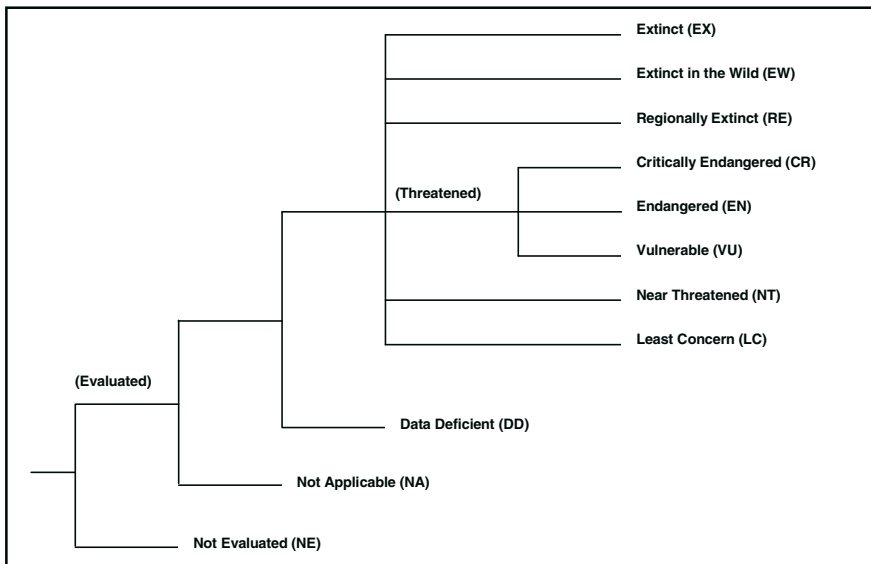 Extinct (EX)
Extinct in the Wild (EW)
Regionally Extinct (RE)
Critically Endangered (CR)
(Threatened)
Endangered (EN)
Vulnerable (VU)
Near Threatened (NT)
Least Concern (LC)
(Evaluated)
Data Deficient (DD)
Not Applicable (NA)
Not Evaluated (NE)